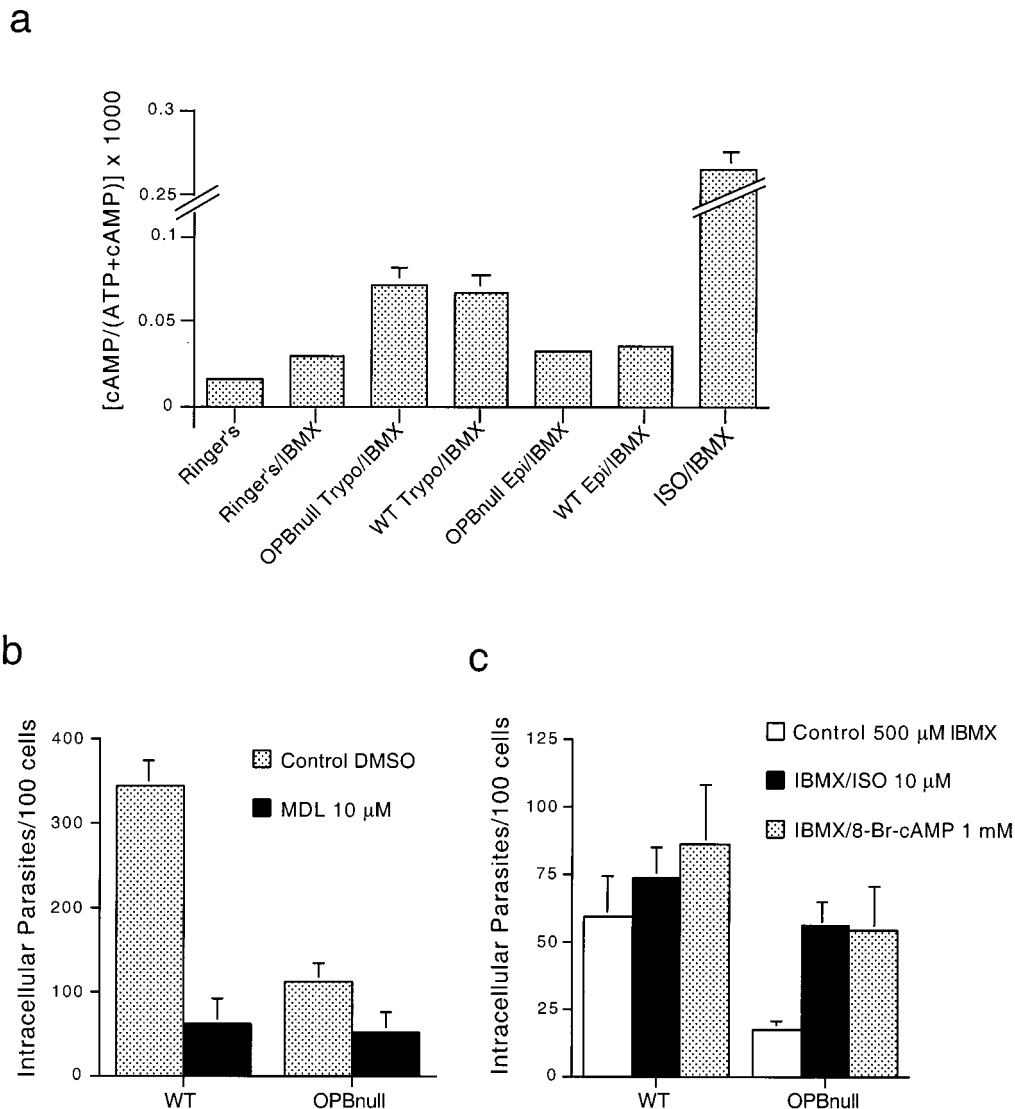 a
[cAMP/(ATP+cAMP)] x 1000
0.3
0.25
0.1
0.05
0
Ringer's
Ringer's/IBMX
OPBnull Trypo/IBMX
WT Trypo/IBMX
OPBnull Epi/IBMX
WT Epi/IBMX
ISO/IBMX
b
Intracellular Parasites/100 cells
400
300
200
100
0
Control DMSO
MDL 10 μM
WT
OPBnull
c
Intracellular Parasites/100 cells
125
100
75
50
25
0
Control 500 μM IBMX
IBMX/ISO 10 μM
IBMX/8-Br-cAMP 1 mM
WT
OPBnull